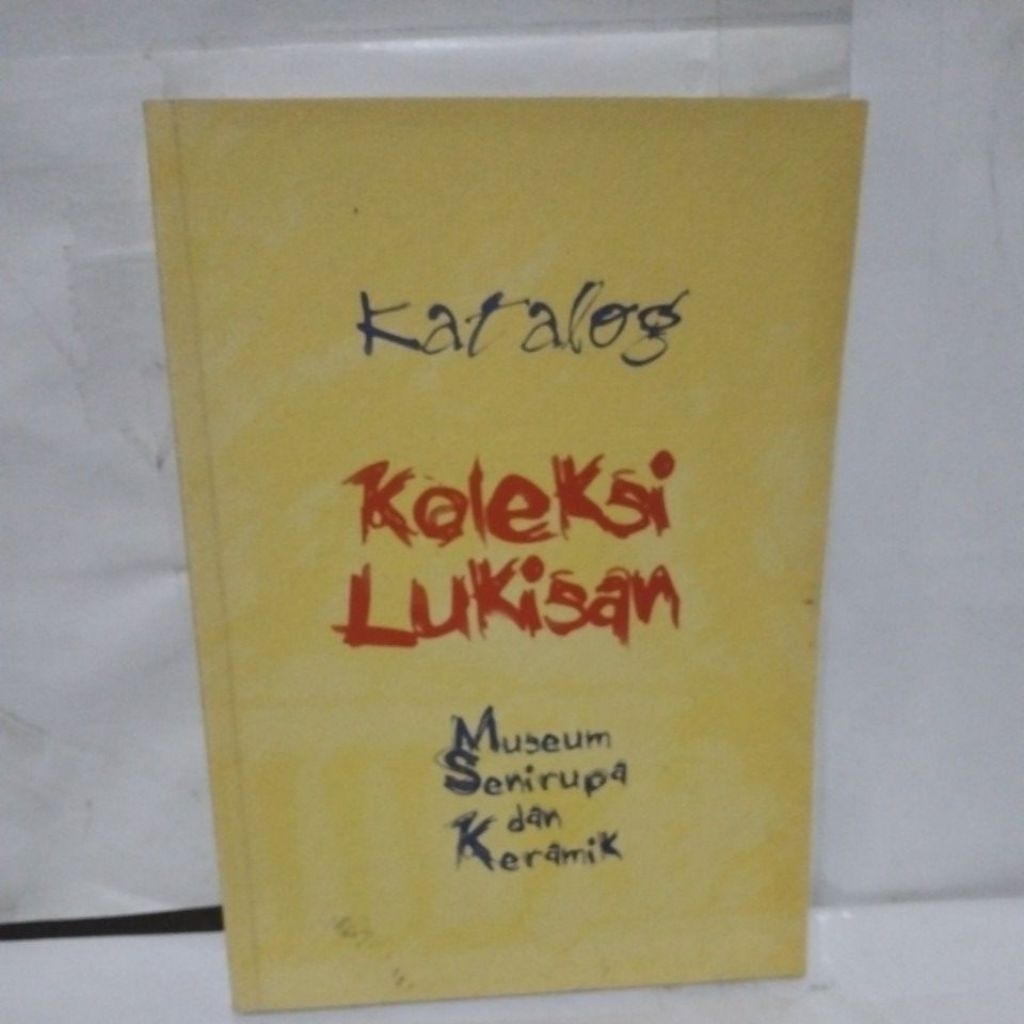 Katalog
Koleksi
Lukisan
Museum
Senirupa
dan
Keramik